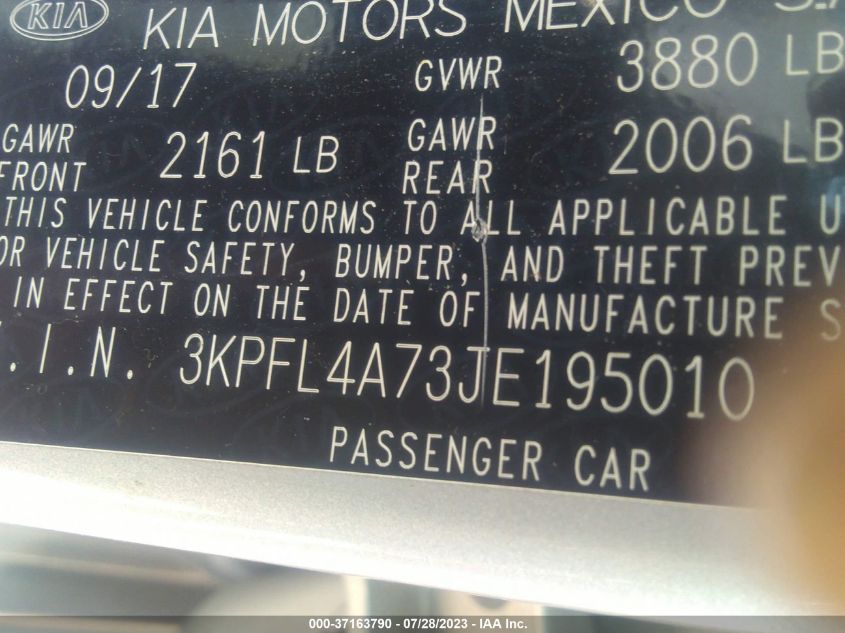 KIA KIA MOTORS MEXICO S.A
09/17 GVWR 3880 LB
GAWR FRONT 2161 LB GAWR REAR 2006 LB
THIS VEHICLE CONFORMS TO ALL APPLICABLE U
OR VEHICLE SAFETY, BUMPER, AND THEFT PREV
IN EFFECT ON THE DATE OF MANUFACTURE S
V.I.N. 3KPFL4A73JE195010
PASSENGER CAR
000-37163790 - 07/28/2023 - IAA Inc.